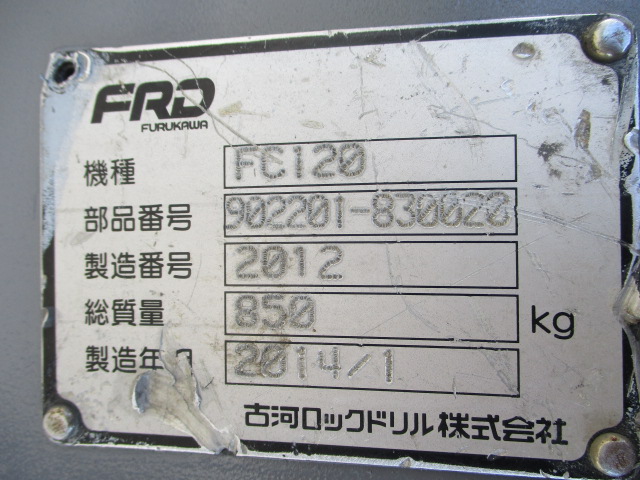 FRD
FURUKAWA
機種 FC120
部品番号 902201-830020
製造番号 2012
総質量 850 kg
製造年 2014/1
古河ロックドリル株式会社